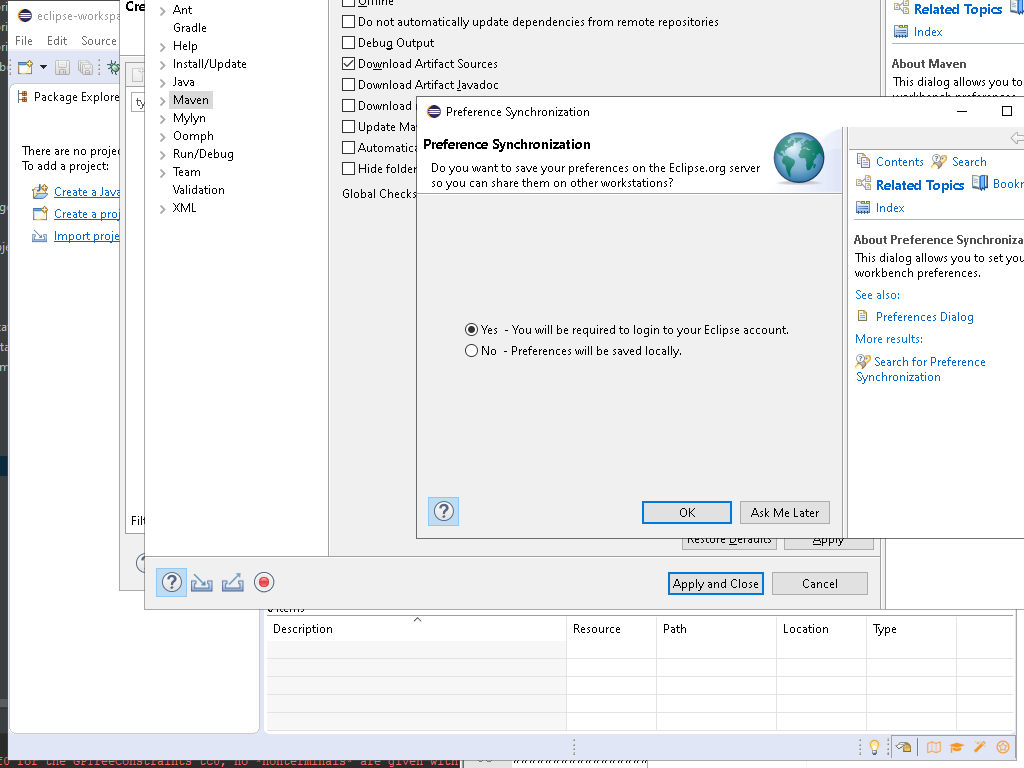 eclipse-workspa
File Edit Source
Package Explore
There are no projec
To add a project:
Create a Java
Create a proj
Import proje
Cre
ty
Filt
Ant
Gradle
Help
Install/Update
Java
Maven
Mylyn
Oomph
Run/Debug
Team
Validation
XML
Offline
Do not automatically update dependencies from remote repositories
Debug Output
Download Artifact Sources
Download Artifact Javadoc
Download
Update Ma
Automatica
Hide folder
Global Checks
Related Topics
Index
About Maven
This dialog allows you to
Preference Synchronization
Preference Synchronization
Do you want to save your preferences on the Eclipse.org server
so you can share them on other workstations?
Yes - You will be required to login to your Eclipse account.
No - Preferences will be saved locally.
OK Ask Me Later
Contents Search
Related Topics Bookr
Index
About Preference Synchroniza
This dialog allows you to set you
workbench preferences.
See also:
Preferences Dialog
More results:
Search for Preference
Synchronization
Restore Defaults Apply
Apply and Close Cancel
items
Description Resource Path Location Type
for the GPTreeConstraints tc0, no *nonterminals* are given with